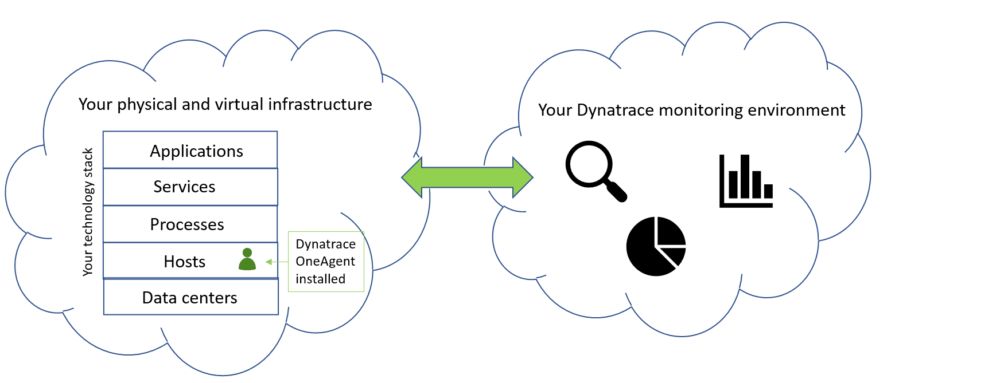 Your physical and virtual infrastructure
Your technology stack
Applications
Services
Processes
Hosts
Data centers
Dynatrace
OneAgent
installed
Your Dynatrace monitoring environment